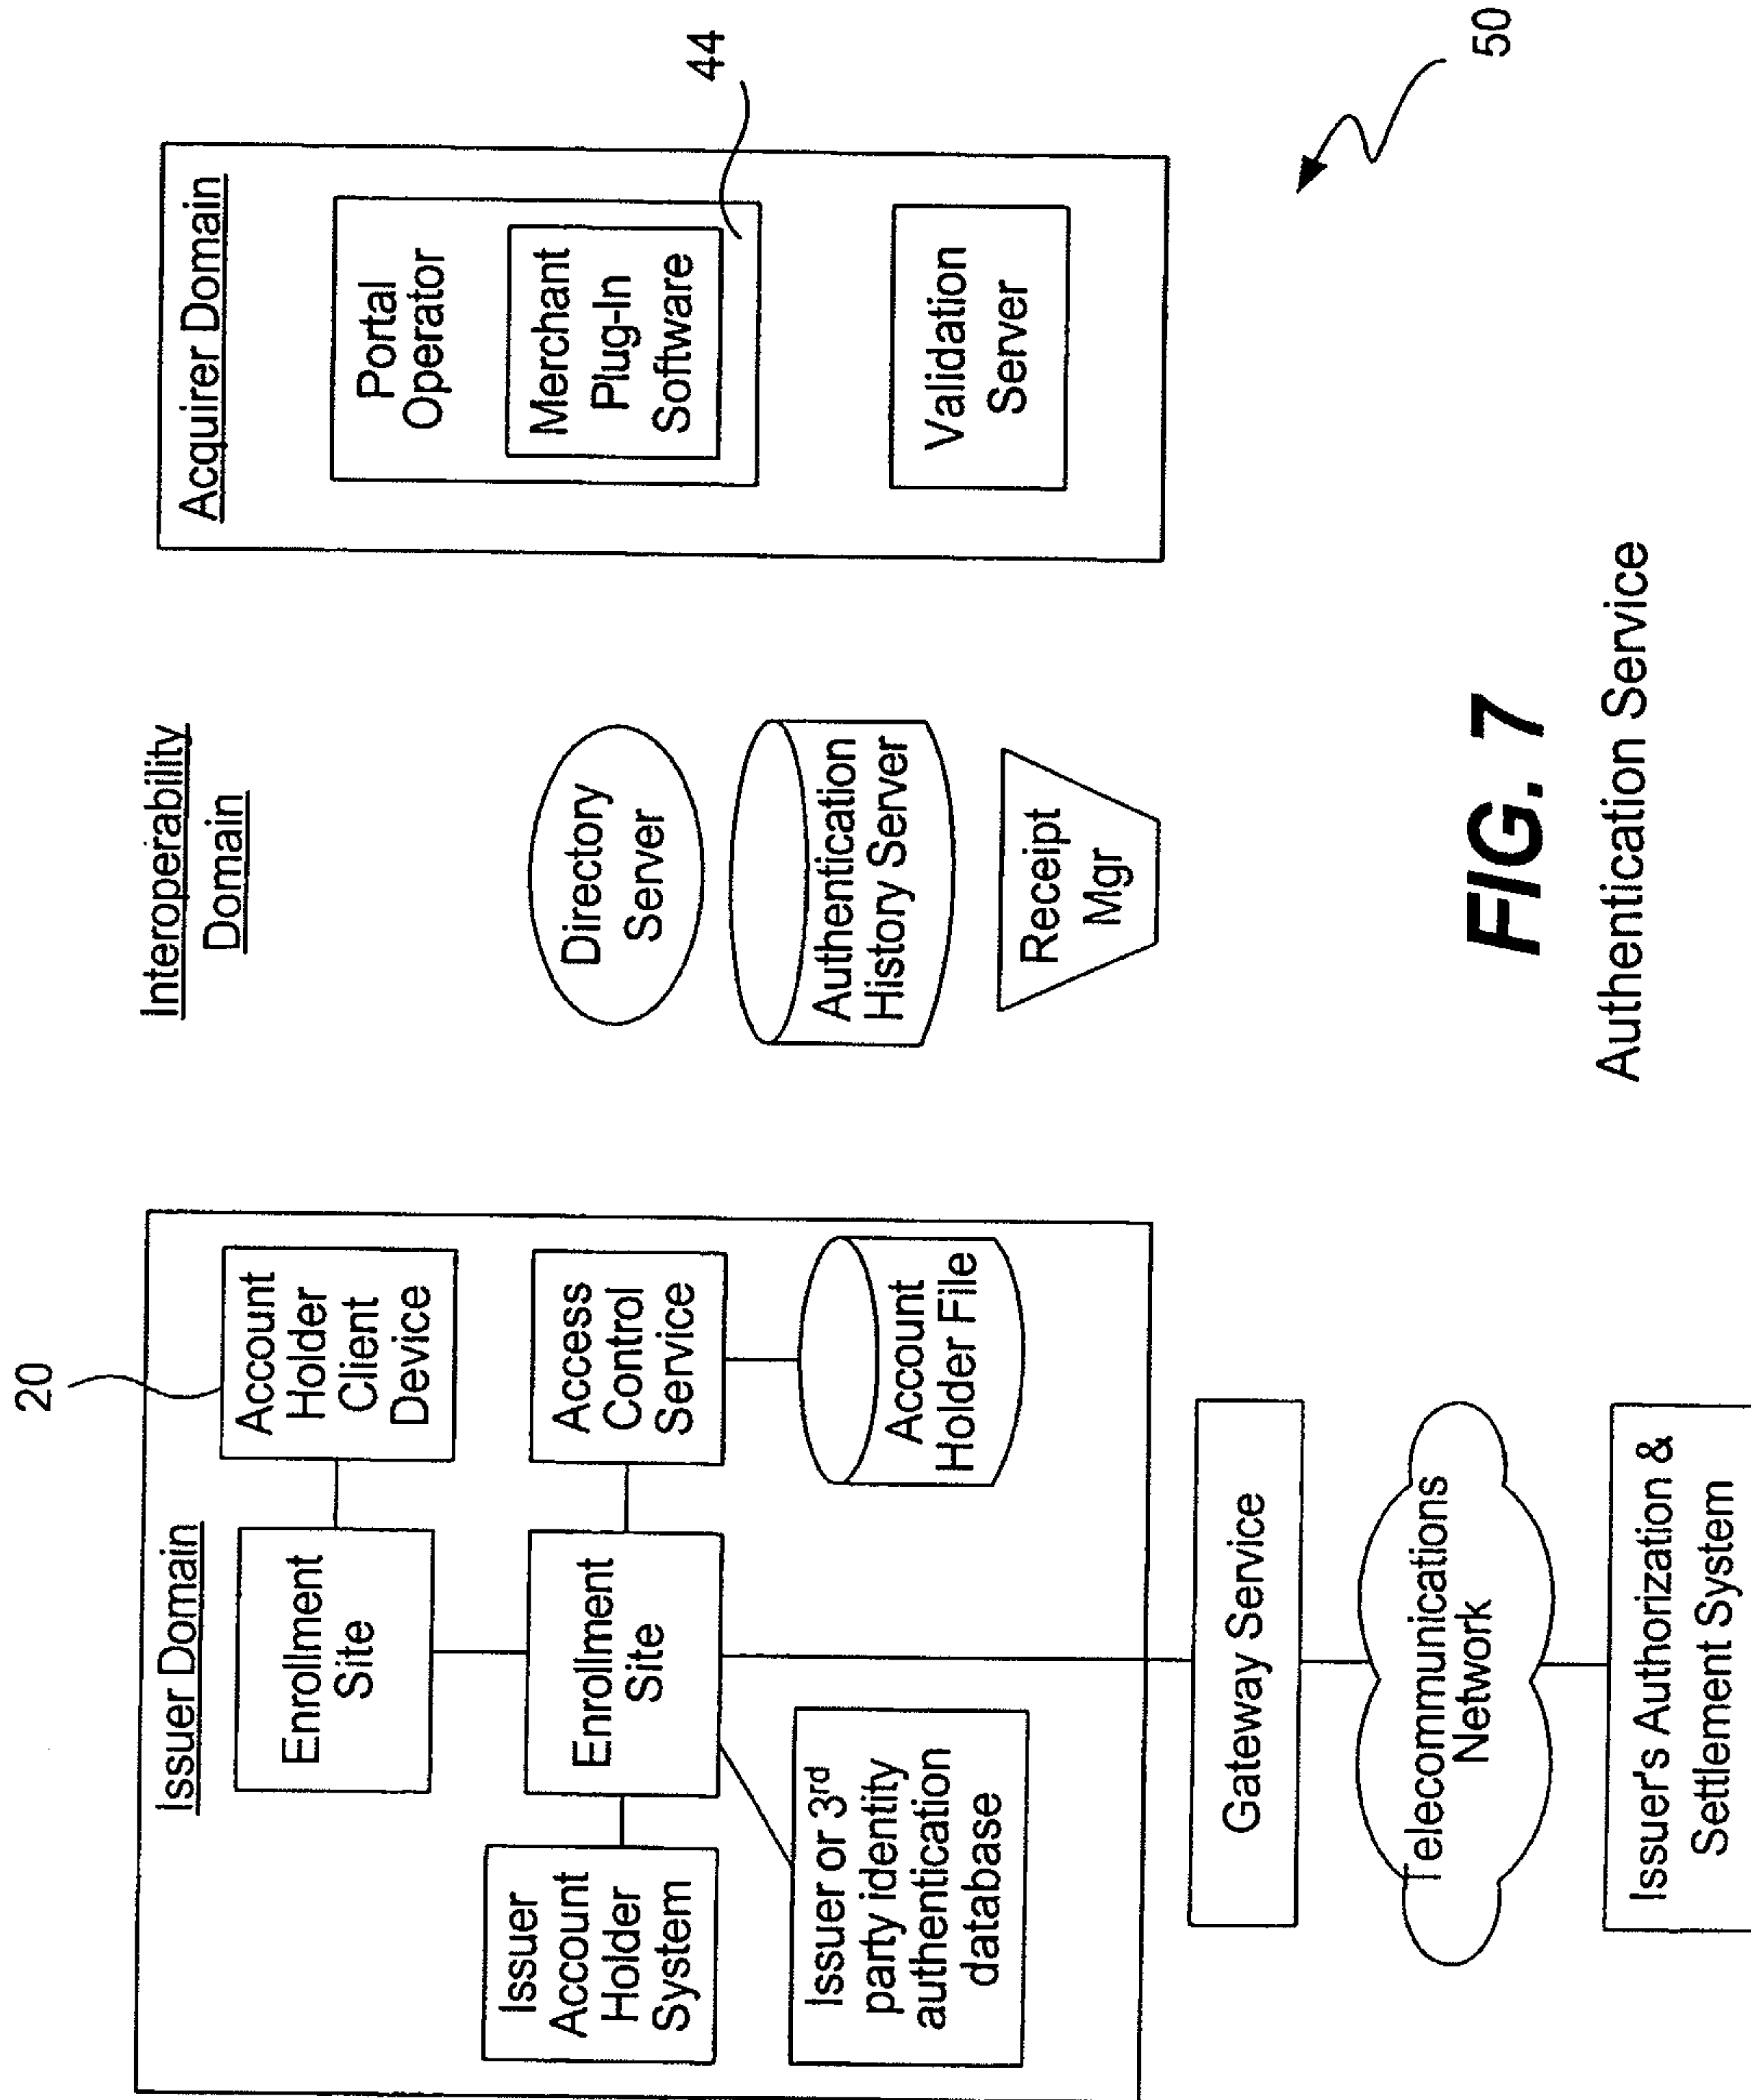 Issuer Domain
20
Enrollment
Site
Account
Holder
Client
Device
Issuer
Account
Holder
System
Enrollment
Site
Access
Control
Service
Issuer or 3rd
party identity
authentication
database
Account
Holder File
Gateway Service
Telecommunications
Network
Issuer's Authorization &
Settlement System
Interoperability
Domain
Directory
Server
Authentication
History Server
Receipt
Mgr
Acquirer Domain
Portal
Operator
Merchant
Plug-In
Software
44
Validation
Server
50
FIG. 7
Authentication Service